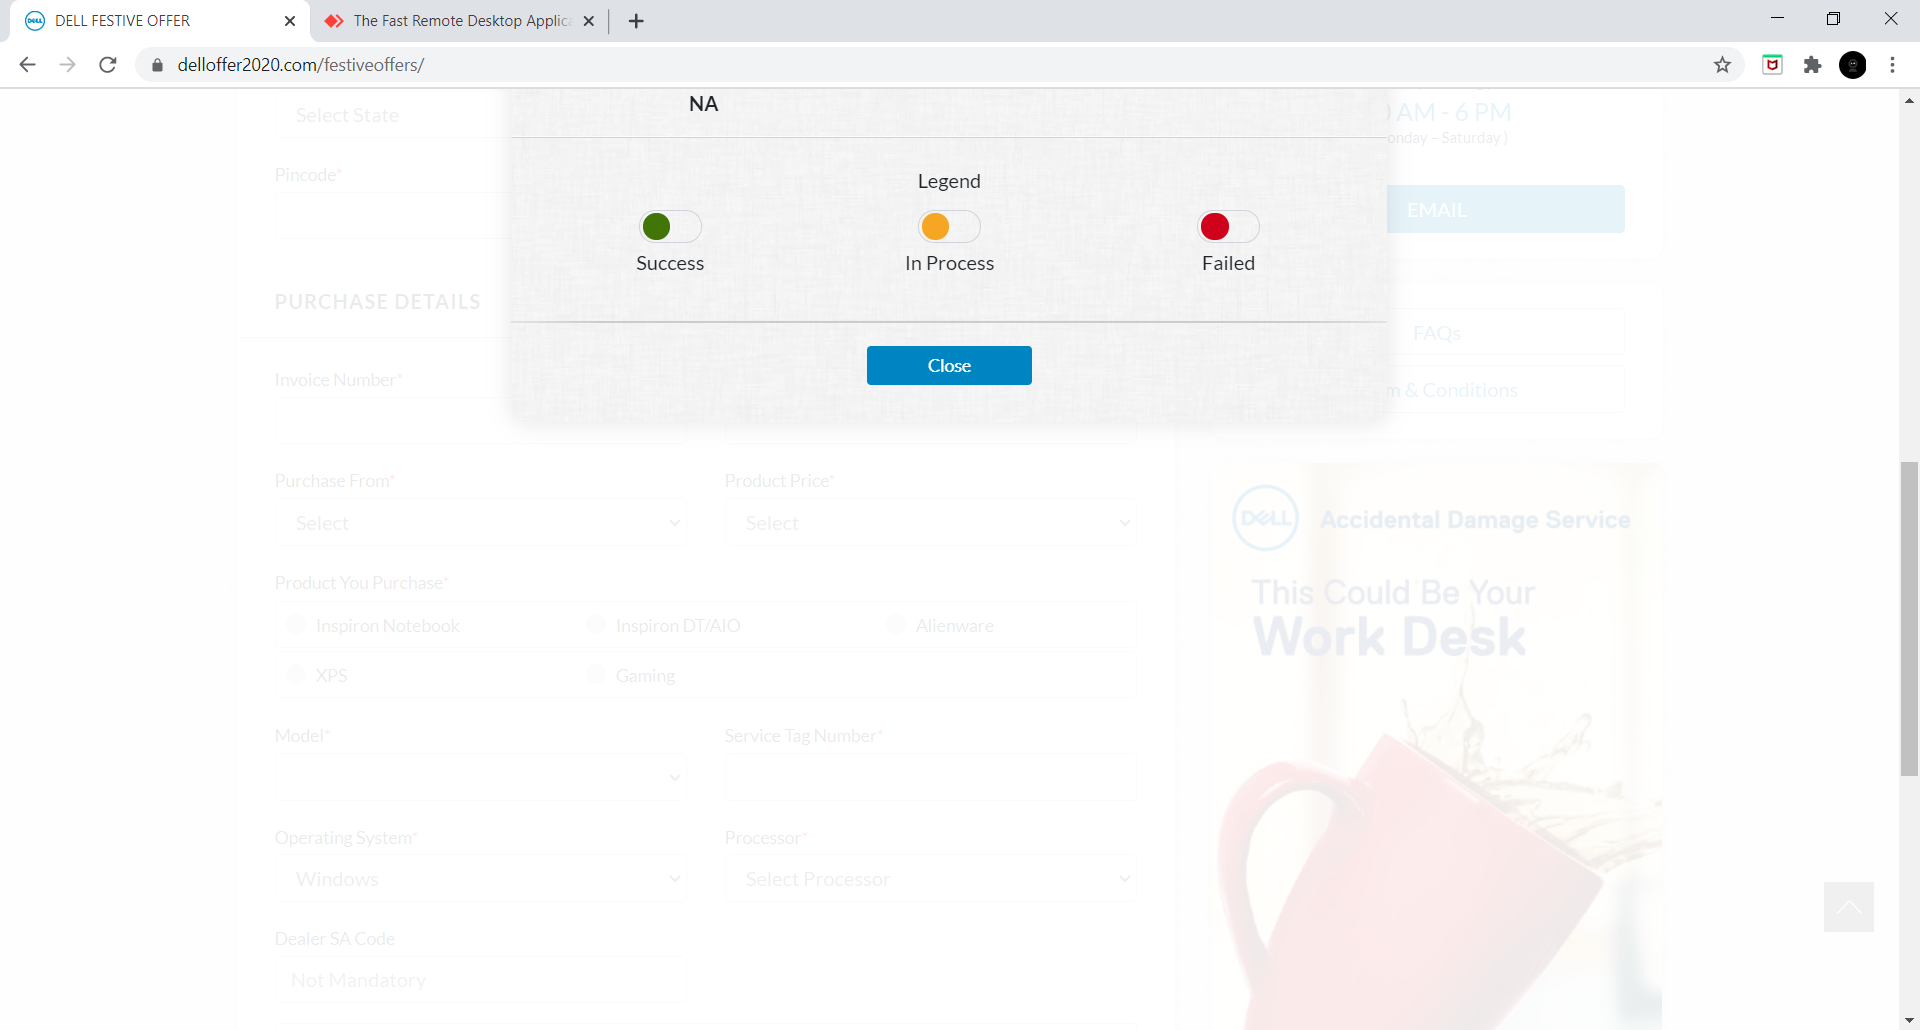 DELL FESTIVE OFFER
The Fast Remote Desktop Applic
delloffer2020.com/festiveoffers/
NA
Select State
AM - 6 PM
onday – Saturday )
Pincode*
Legend
EMAIL
Success
In Process
Failed
PURCHASE DETAILS
FAQs
Close
Invoice Number*
& Conditions
Purchase From*
Product Price*
Select
Select
DELL
Accidental Damage Service
Product You Purchase*
This Could Be Your
Work Desk
Inspiron Notebook
Inspiron DT/AIO
Alienware
XPS
Gaming
Model*
Service Tag Number*
Operating System*
Processor*
Windows
Select Processor
Dealer SA Code
Not Mandatory